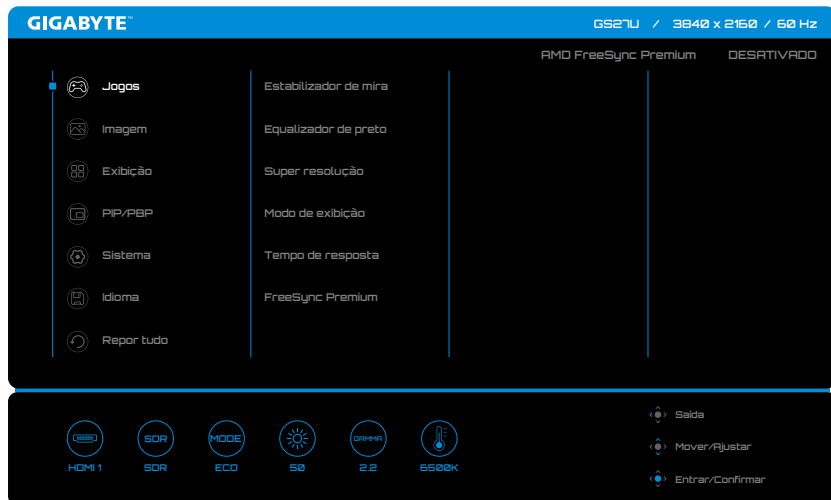 GIGABYTE™
GS27U / 3840 x 2160 / 60 Hz
AMD FreeSync Premium DESATIVADO
Jogos
Imagem
Exibição
PIP/PBP
Sistema
Idioma
Repor tudo
Estabilizador de mira
Equalizador de preto
Super resolução
Modo de exibição
Tempo de resposta
FreeSync Premium
HDMI 1
SDR
SDR
MODE
ECO
50
GAMMA
2.2
6500K
Saída
Mover/Ajustar
Entrar/Confirmar